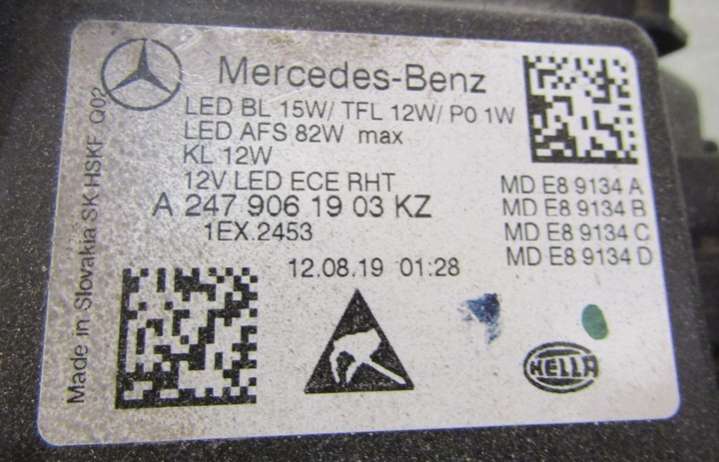 Mercedes-Benz
LED BL 15W/ TFL 12W/ PO 1W
LED AFS 82W max
KL 12W
12V LED ECE RHT
A 247 906 19 03 KZ
1EX.2453
12.08.19 01:28
MD E8 9134 A
MD E8 9134 B
MD E8 9134 C
MD E8 9134 D
HELLA
Made in Slovakia SK HSKF Q02